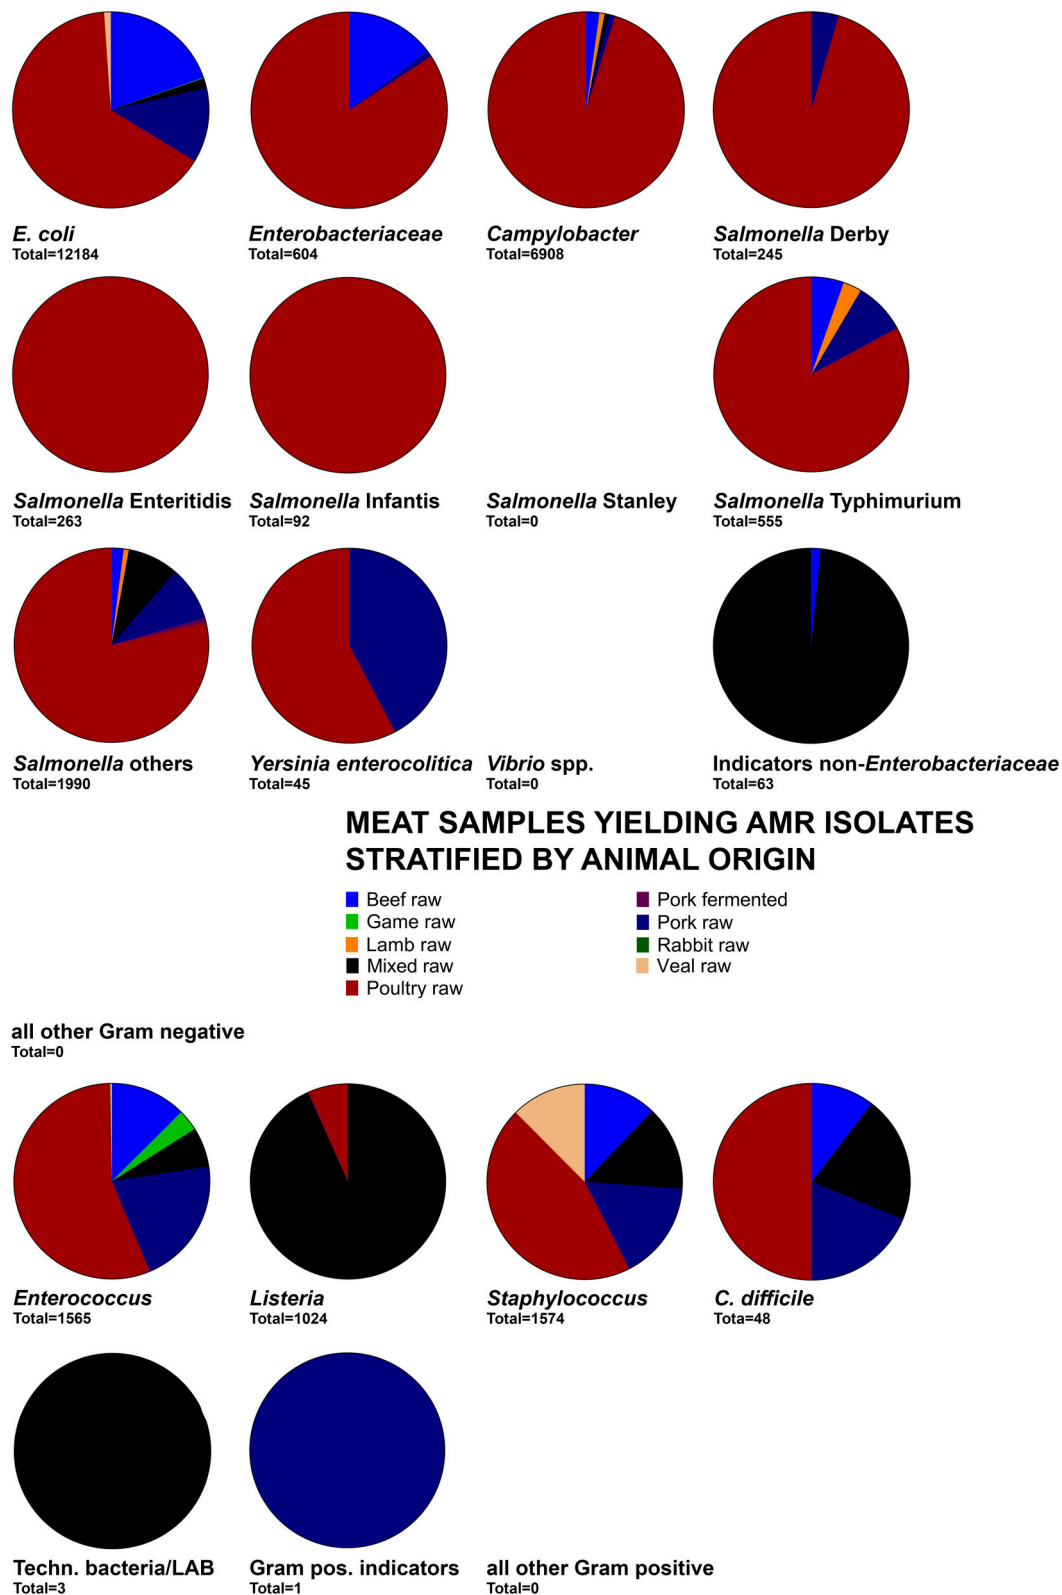 E. coli
Total=12184
Enterobacteriaceae
Total=604
Campylobacter
Total=6908
Salmonella Derby
Total=245
Salmonella Enteritidis
Total=263
Salmonella Infantis
Total=92
Salmonella Stanley
Total=0
Salmonella Typhimurium
Total=555
Salmonella others
Total=1990
Yersinia enterocolitica
Total=45
Vibrio spp.
Total=0
Indicators non-Enterobacteriaceae
Total=63
MEAT SAMPLES YIELDING AMR ISOLATES
STRATIFIED BY ANIMAL ORIGIN
Beef raw
Game raw
Lamb raw
Mixed raw
Poultry raw
Pork fermented
Pork raw
Rabbit raw
Veal raw
all other Gram negative
Total=0
Enterococcus
Total=1565
Listeria
Total=1024
Staphylococcus
Total=1574
C. difficile
Tota=48
Techn. bacteria/LAB
Total=3
Gram pos. indicators
Total=1
all other Gram positive
Total=0